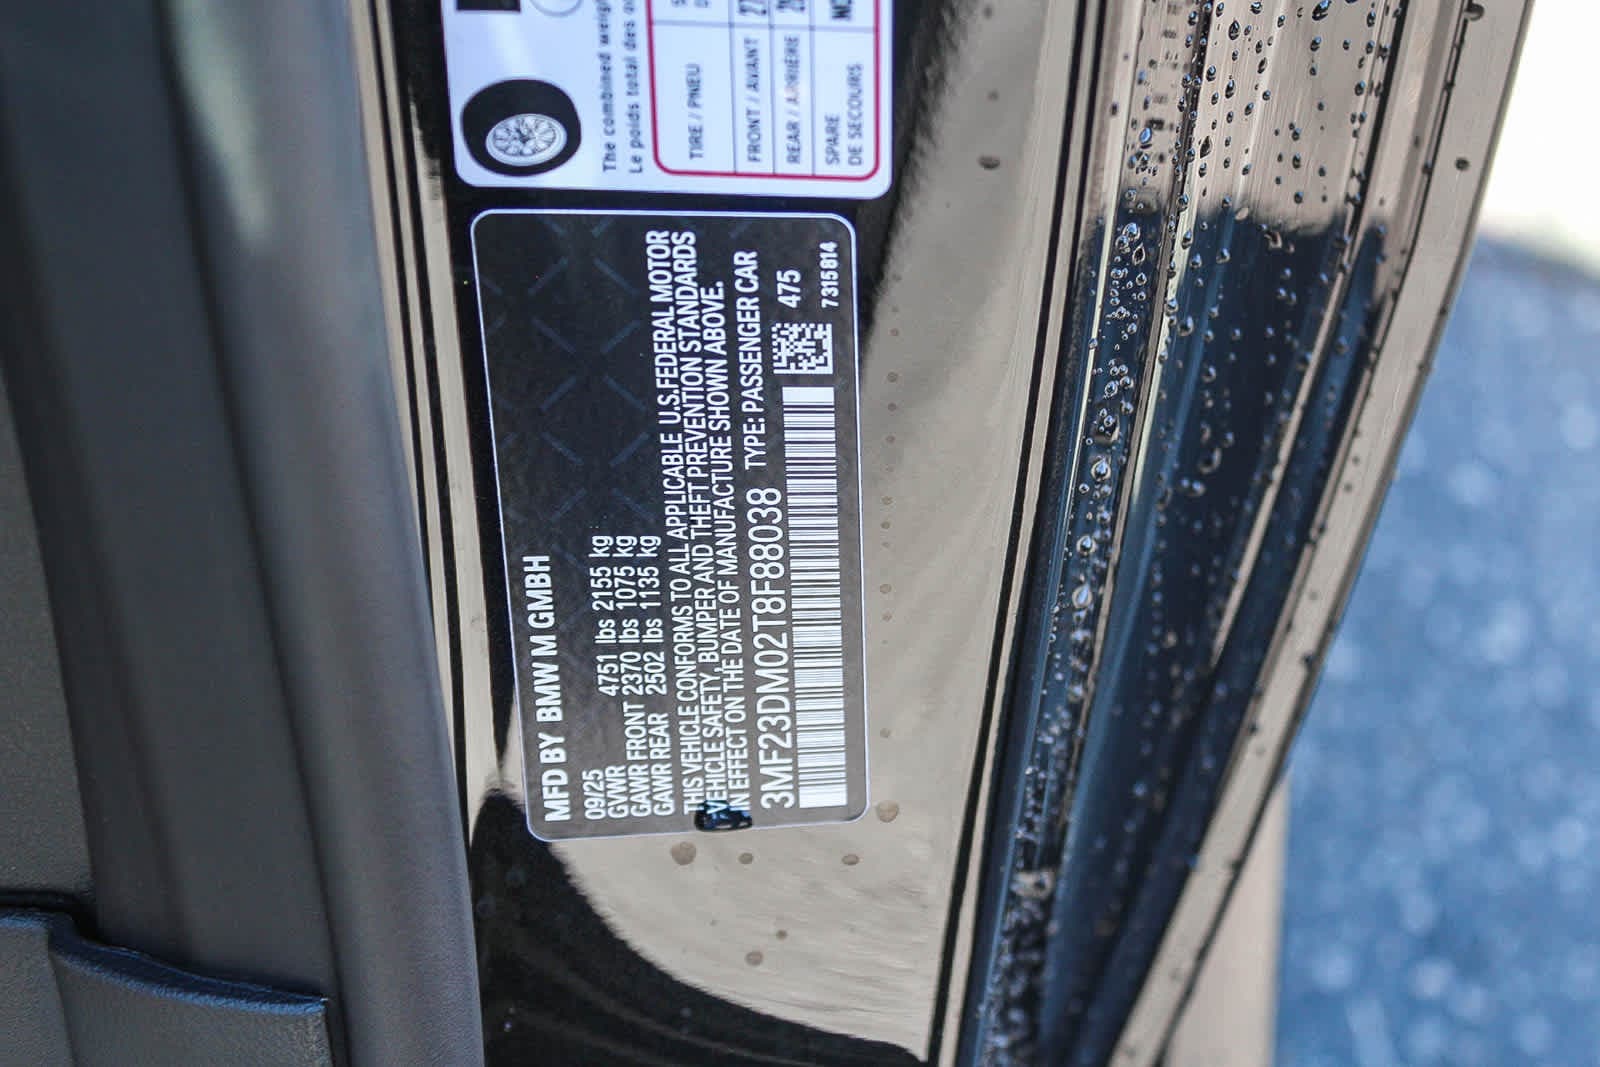 The combined weigh
Le poids total des oc
TIRE / PNEU
FRONT / AVANT
REAR / ARRIÈRE
SPARE
DE SECOURS
MFD BY BMW M GMBH
09/25
GVWR 4751 lbs 2155 kg
GAWR FRONT 2370 lbs 1075 kg
GAWR REAR 2502 lbs 1135 kg
THIS VEHICLE CONFORMS TO ALL APPLICABLE U.S.FEDERAL MOTOR
VEHICLE SAFETY, BUMPER AND THEFT PREVENTION STANDARDS
IN EFFECT ON THE DATE OF MANUFACTURE SHOWN ABOVE.
3MF23DM02T8F88038 TYPE: PASSENGER CAR
475
7315814